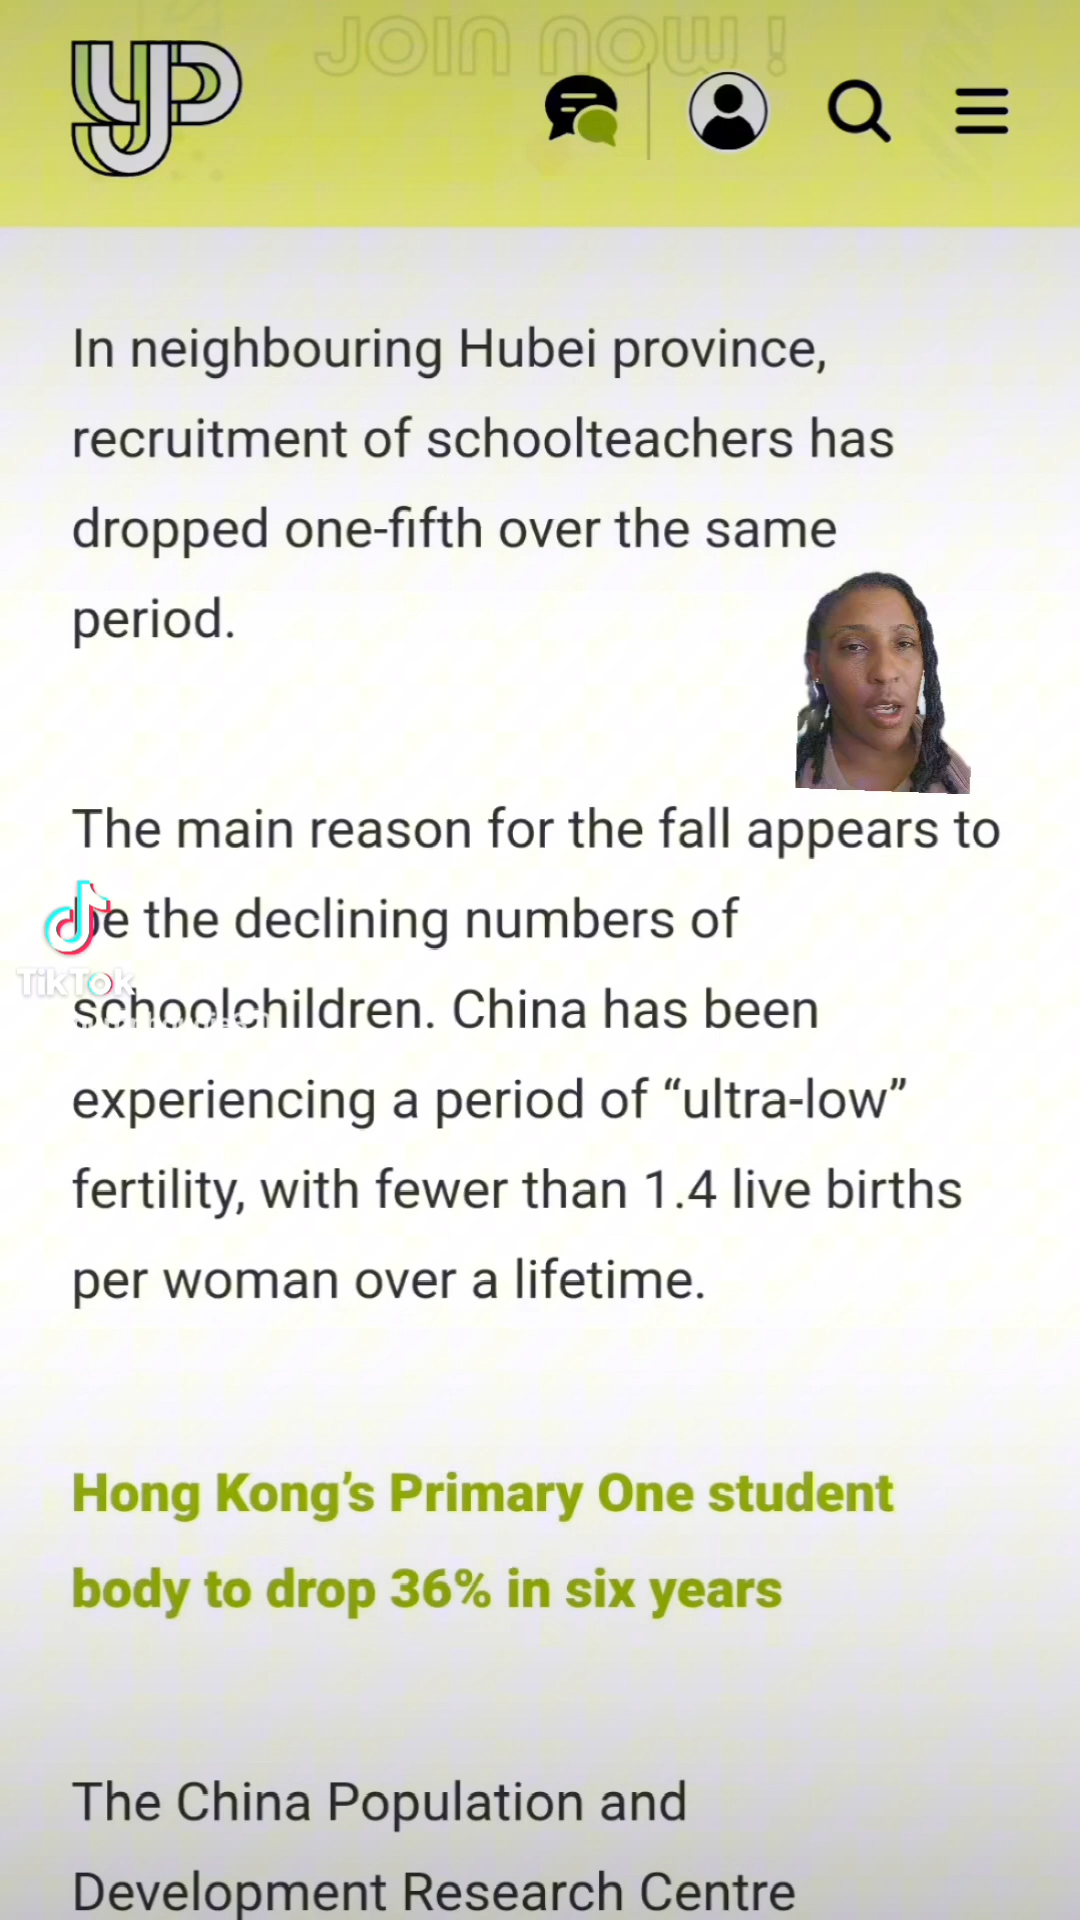 JOIN NOW!
YP
In neighbouring Hubei province,
recruitment of schoolteachers has
dropped one-fifth over the same
period.
The main reason for the fall appears to
be the declining numbers of
TikTok
schoolchildren. China has been
experiencing a period of “ultra-low”
fertility, with fewer than 1.4 live births
per woman over a lifetime.
Hong Kong’s Primary One student
body to drop 36% in six years
The China Population and
Development Research Centre